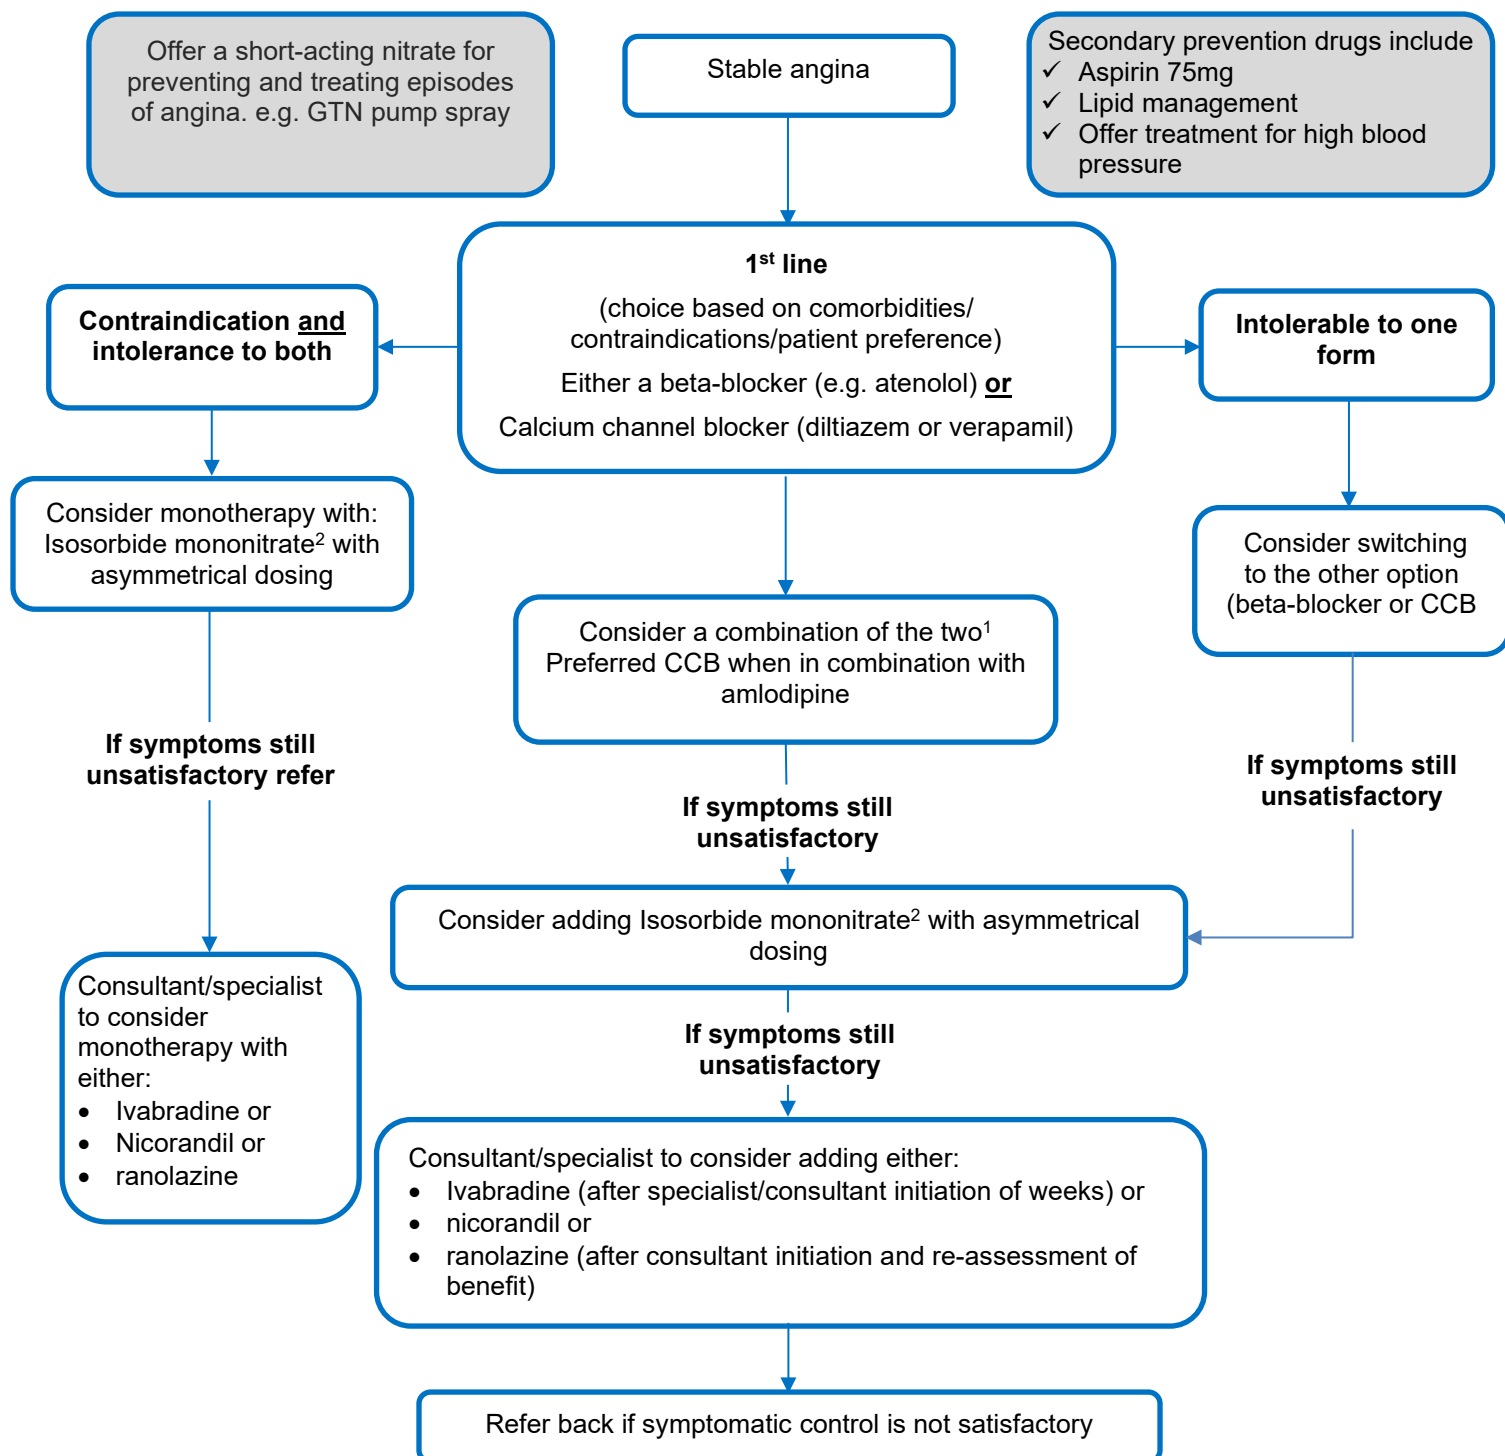 Offer a short-acting nitrate for
preventing and treating episodes
of angina. e.g. GTN pump spray
Stable angina
Secondary prevention drugs include
✓ Aspirin 75mg
✓ Lipid management
✓ Offer treatment for high blood
pressure
1st line
(choice based on comorbidities/
contraindications/patient preference)
Either a beta-blocker (e.g. atenolol) or
Calcium channel blocker (diltiazem or verapamil)
Contraindication and
intolerance to both
Intolerable to one
form
Consider monotherapy with:
Isosorbide mononitrate2 with
asymmetrical dosing
Consider switching
to the other option
(beta-blocker or CCB
Consider a combination of the two1
Preferred CCB when in combination with
amlodipine
If symptoms still
unsatisfactory refer
If symptoms still
unsatisfactory
If symptoms still
unsatisfactory
Consider adding Isosorbide mononitrate2 with asymmetrical
dosing
Consultant/specialist
to consider
monotherapy with
either:
• Ivabradine or
• Nicorandil or
• ranolazine
If symptoms still
unsatisfactory
Consultant/specialist to consider adding either:
• Ivabradine (after specialist/consultant initiation of weeks) or
• nicorandil or
• ranolazine (after consultant initiation and re-assessment of
benefit)
Refer back if symptomatic control is not satisfactory